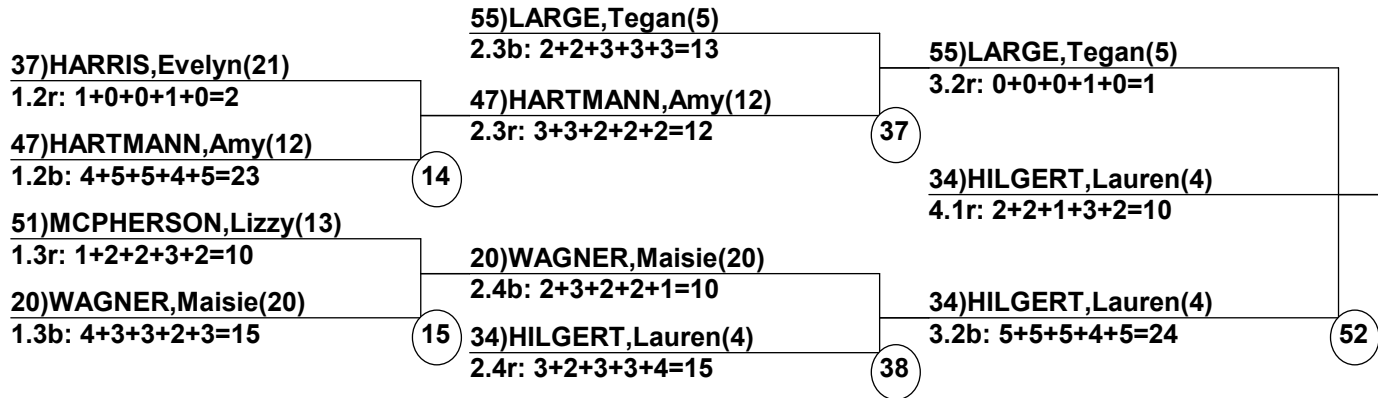 37)HARRIS,Evelyn(21)
1.2r: 1+0+0+1+0=2
47)HARTMANN,Amy(12)
1.2b: 4+5+5+4+5=23
14
51)MCPHERSON,Lizzy(13)
1.3r: 1+2+2+3+2=10
20)WAGNER,Maisie(20)
1.3b: 4+3+3+2+3=15
15
55)LARGE,Tegan(5)
2.3b: 2+2+3+3+3=13
47)HARTMANN,Amy(12)
2.3r: 3+3+2+2+2=12
37
20)WAGNER,Maisie(20)
2.4b: 2+3+2+2+1=10
34)HILGERT,Lauren(4)
2.4r: 3+2+3+3+4=15
38
55)LARGE,Tegan(5)
3.2r: 0+0+0+1+0=1
34)HILGERT,Lauren(4)
4.1r: 2+2+1+3+2=10
34)HILGERT,Lauren(4)
3.2b: 5+5+5+4+5=24
52